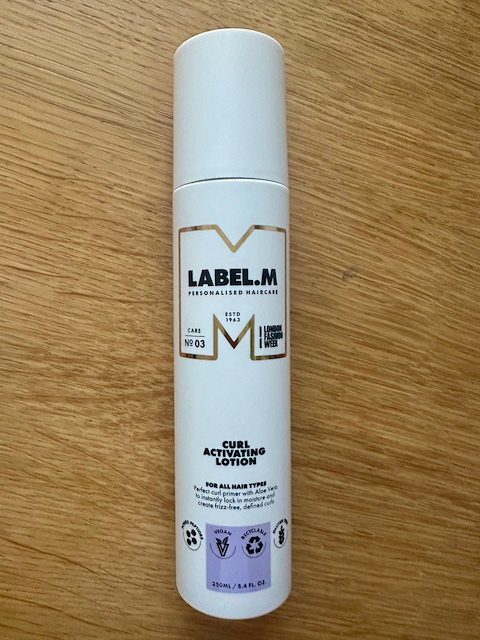 LABEL.M
PERSONALISED HAIRCARE
ESTD
1963
CARE
Nº 03
LONDON
FASHION
WEEK
CURL
ACTIVATING
LOTION
FOR ALL HAIR TYPES
Perfect curl primer with Aloe Vera
to instantly lock in moisture and
create frizz-free, defined curls.
VEGAN
RECYCLABLE
250ML / 8.4 FL. OZ.